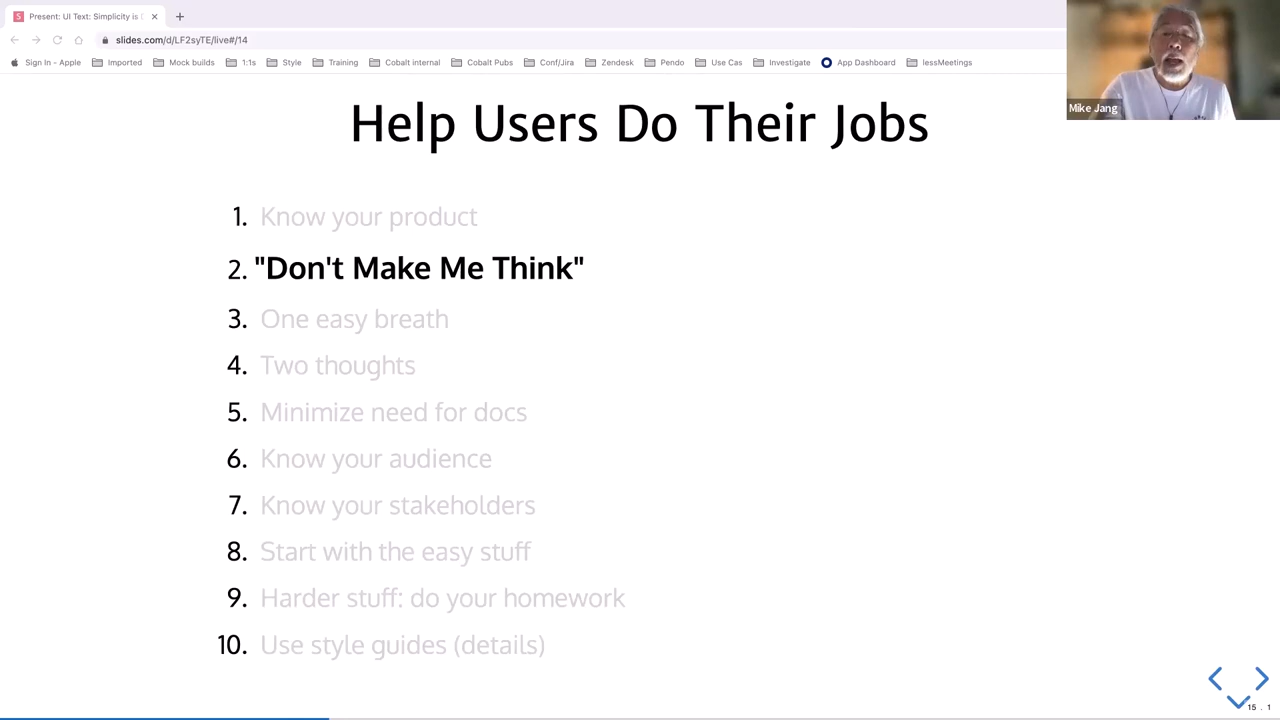 Present: UI Text: Simplicity is D
slides.com/d/LF2syTE/live#/14
Sign In - Apple Imported Mock builds 1:1s Style Training Cobalt internal Cobalt Pubs Conf/Jira Zendesk Pendo Use Cas Investigate App Dashboard lessMeetings
Mike Jang
Help Users Do Their Jobs
1. Know your product
2. "Don't Make Me Think"
3. One easy breath
4. Two thoughts
5. Minimize need for docs
6. Know your audience
7. Know your stakeholders
8. Start with the easy stuff
9. Harder stuff: do your homework
10. Use style guides (details)
15 . 1